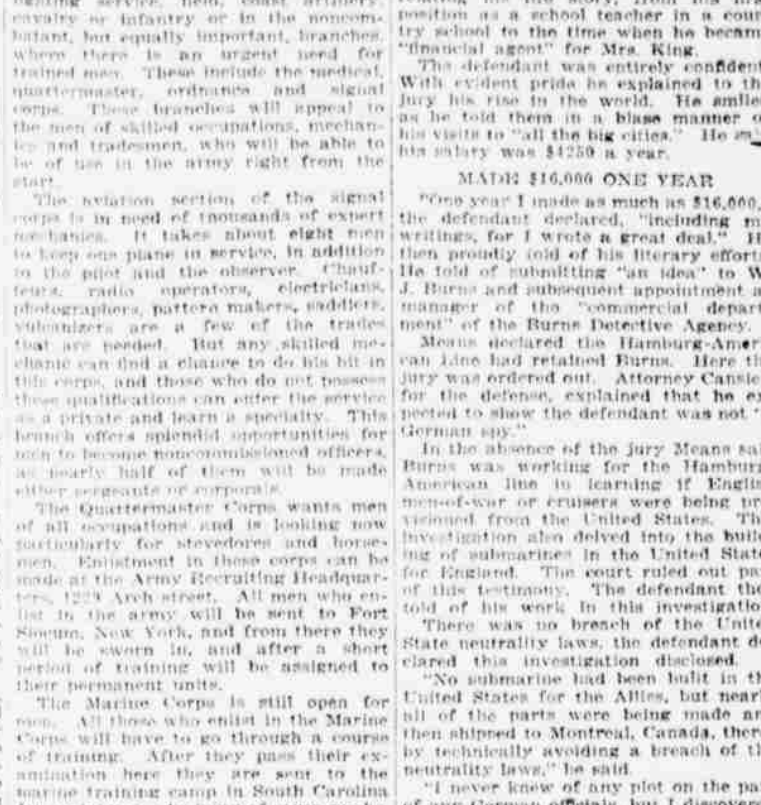 fighting service, field, coast artillery,
cavalry or infantry or in the noncom-
batant, but equally important, branches,
where there is an urgent need for
trained men. These include the medical,
quartermaster, ordnance and signal
corps. These branches will appeal to
the men of skilled occupations, mechan-
ics and tradesmen, who will be able to
be of use in the army right from the
start.
The aviation section of the signal
corps is in need of thousands of expert
mechanics. It takes about eight men
to keep one plane in service, in addition
to the pilot and the observer. Chauf-
feurs, radio operators, electricians,
photographers, pattern makers, saddlers,
vulcanizers are a few of the trades
that are needed. But any skilled me-
chanic can find a chance to do his bit in
this corps, and those who do not possess
these qualifications can enter the service
as a private and learn a specialty. This
branch offers splendid opportunities for
men to become noncommissioned officers,
as nearly half of them will be made
either sergeants or corporals.
The Quartermaster Corps wants men
of all occupations and is looking now
particularly for stevedores and horse-
men. Enlistment in these corps can be
made at the Army Recruiting Headquar-
ters, 1229 Arch street. All men who en-
list in the army will be sent to Fort
Slocum, New York, and from there they
will be sworn in, and after a short
period of training will be assigned to
their permanent units.
The Marine Corps is still open for
men. All those who enlist in the Marine
Corps will have to go through a course
of training. After they pass their ex-
amination here they are sent to the
marine training camp in South Carolina
position as a school teacher in a coun
try school to the time when he becam
"financial agent" for Mrs. King.
The defendant was entirely confident
With evident pride he explained to th
jury his rise in the world. He smile
as he told them in a blase manner o
his visits to "all the big cities." He
his salary was $4250 a year.
MADE $16,000 ONE YEAR
"One year I made as much as $16,000,
the defendant declared, "including m
writings, for I wrote a great deal." H
then proudly told of his literary effort
He told of submitting "an idea" to W
J. Burns and subsequent appointment a
manager of the "commercial depart
ment" of the Burns Detective Agency.
Means declared the Hamburg-Amer
can Line had retained Burns. Here th
jury was ordered out. Attorney Cansle
for the defense, explained that he ex
pected to show the defendant was not "
German spy."
In the absence of the jury Means sai
Burns was working for the Hamburg
American line in learning if Englis
men-of-war or cruisers were being pro
visioned from the United States. Th
investigation also delved into the build
ing of submarines in the United State
for England. The court ruled out pa
of this testimony. The defendant the
told of his work in this investigatio
There was no breach of the Unite
State neutrality laws, the defendant de
clared this investigation disclosed.
"No submarine had been built in th
United States for the Allies, but nearl
all of the parts were being made an
then shipped to Montreal, Canada, there
by technically avoiding a breach of th
neutrality laws," he said.
"I never knew of any plot on the par